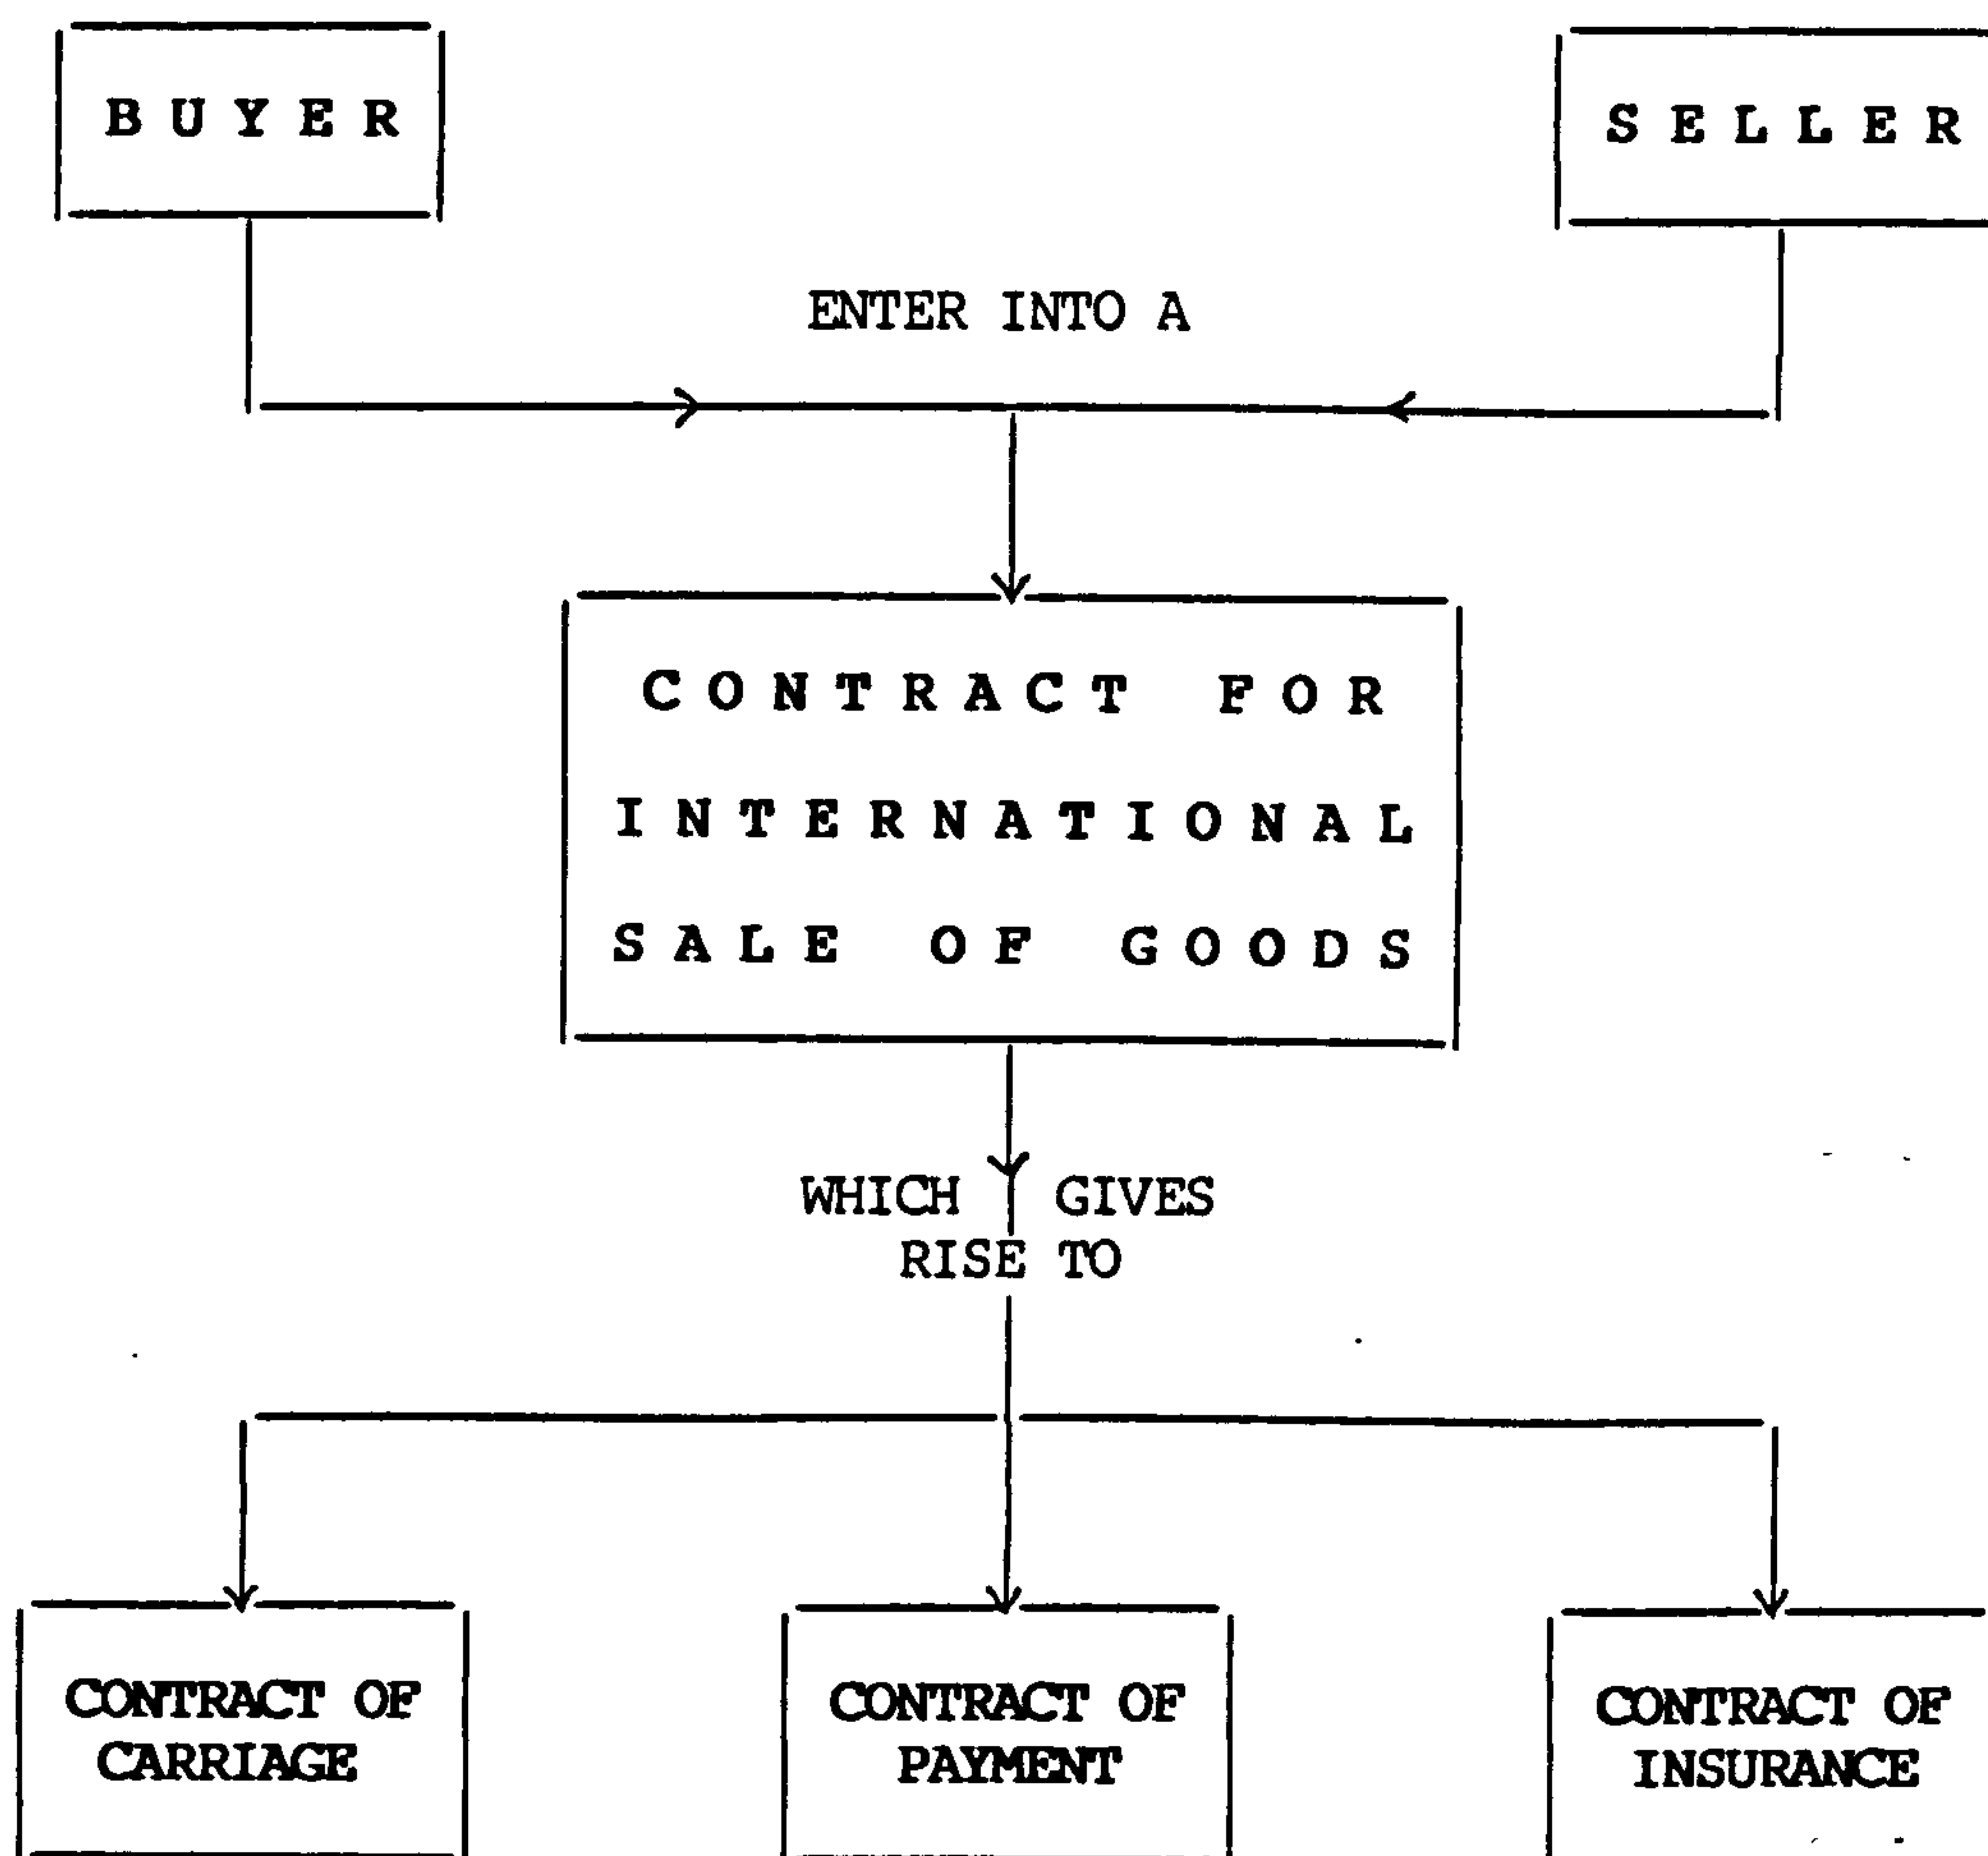 BUYER
SELLER
ENTER INTO A
CONTRACT FOR
INTERNATIONAL
SALE OF GOODS
WHICH GIVES
RISE TO
CONTRACT OF
CARRIAGE
CONTRACT OF
PAYMENT
CONTRACT OF
INSURANCE